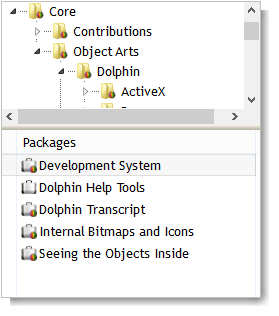 Core
Contributions
Object Arts
Dolphin
ActiveX
Packages
Development System
Dolphin Help Tools
Dolphin Transcript
Internal Bitmaps and Icons
Seeing the Objects Inside